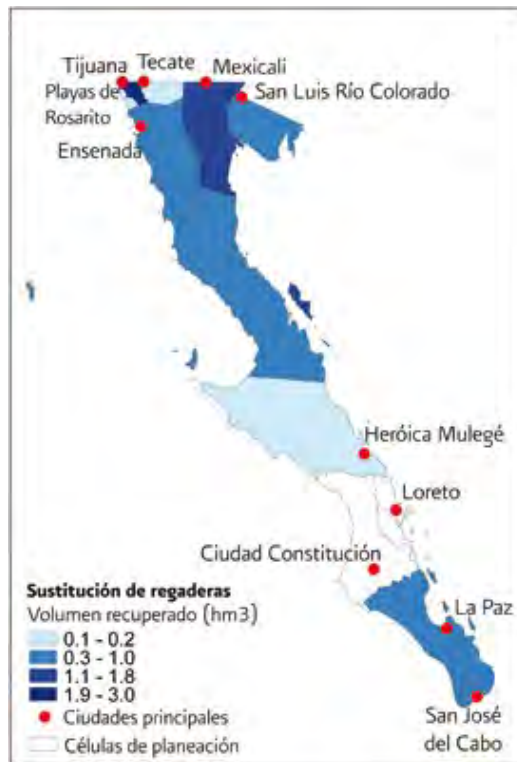 Tijuana
Tecate
Mexicali
Playas de
Rosarito
San Luis Río Colorado
Ensenada
Heróica Mulegé
Loreto
Ciudad Constitución
La Paz
San José
del Cabo
Sustitución de regaderas
Volumen recuperado (hm3)
0.1 - 0.2
0.3 - 1.0
1.1 - 1.8
1.9 - 3.0
Ciudades principales
Células de planeación